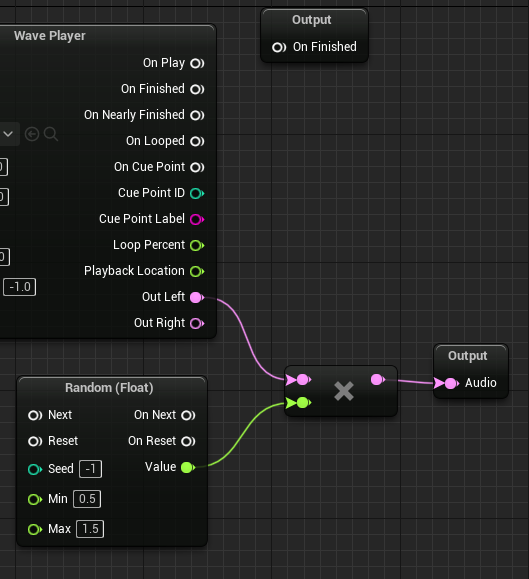 Wave Player
On Play
On Finished
On Nearly Finished
On Looped
On Cue Point
Cue Point ID
Cue Point Label
Loop Percent
Playback Location
-1.0
Out Left
Out Right
Output
On Finished
Random (Float)
Next
On Next
Reset
On Reset
Seed -1
Value
Min 0.5
Max 1.5
Output
Audio